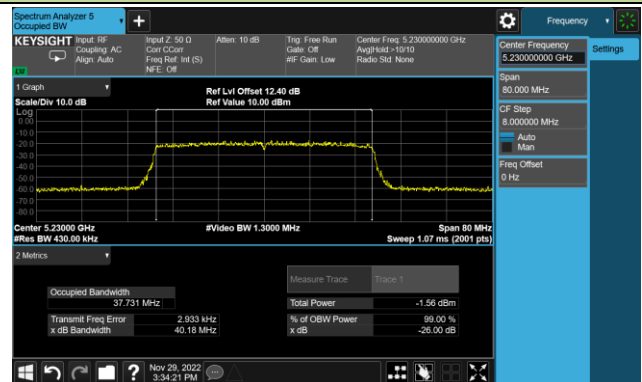 Spectrum Analyzer 5
Occupied BW
Frequency
KEYSIGHT
Input: RF
Coupling: AC
Align: Auto
Input Z: 50 Ω
Corr CCorr
Freq Ref: Int (S)
NFE: Off
Atten: 10 dB
Trig: Free Run
Gate: Off
#IF Gain: Low
Center Freq: 5.230000000 GHz
Avg|Hold:>10/10
Radio Std: None
LW
Center Frequency
5.230000000 GHz
Settings
Span
80.000 MHz
CF Step
8.000000 MHz
Auto
Man
Freq Offset
0 Hz
1 Graph
Scale/Div 10.0 dB
Ref Lvl Offset 12.40 dB
Ref Value 10.00 dBm
Log
0.00
-10.0
-20.0
-30.0
-40.0
-50.0
-60.0
-70.0
-80.0
Center 5.23000 GHz
#Video BW 1.3000 MHz
Span 80 MHz
#Res BW 430.00 kHz
Sweep 1.07 ms (2001 pts)
2 Metrics
Measure Trace
Trace 1
Occupied Bandwidth
37.731 MHz
Total Power
-1.56 dBm
Transmit Freq Error
2.933 kHz
% of OBW Power
99.00 %
x dB Bandwidth
40.18 MHz
x dB
-26.00 dB
?
Nov 29, 2022
3:34:21 PM